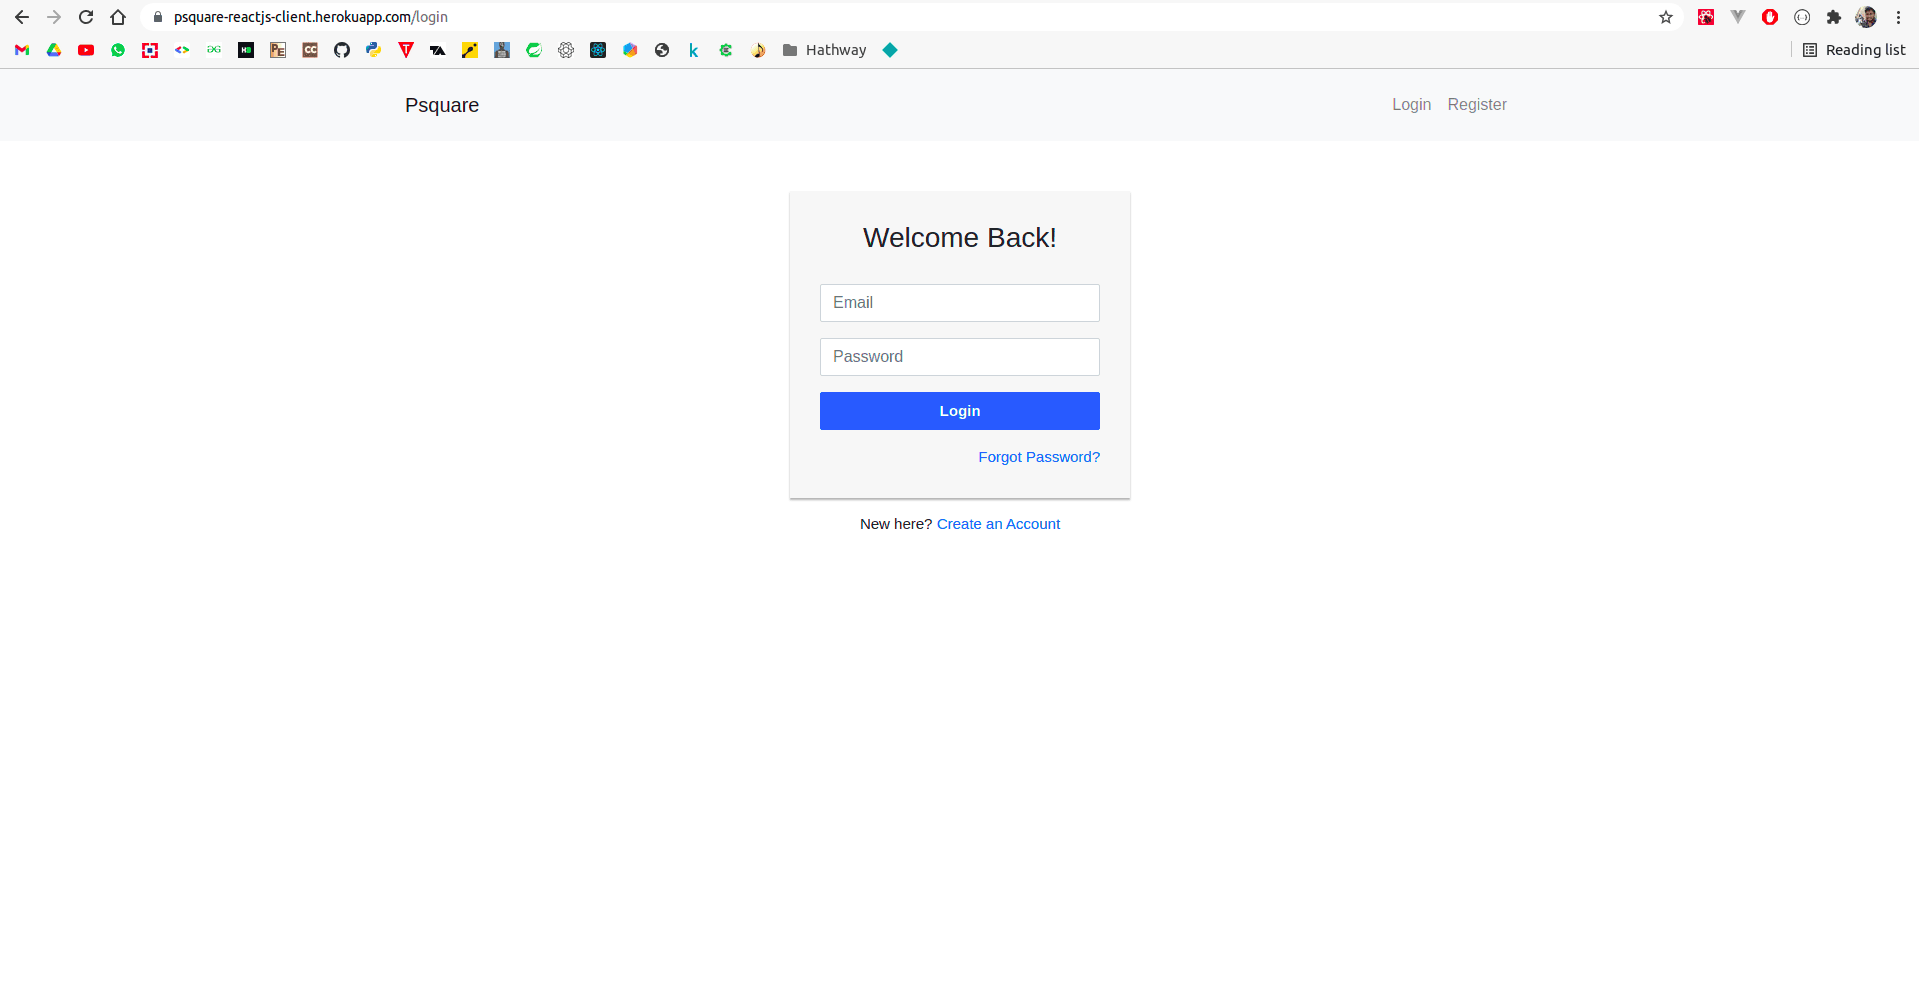 psquare-reactjs-client.herokuapp.com/login
Hathway
Reading list
Psquare
Login Register
Welcome Back!
Email
Password
Login
Forgot Password?
New here? Create an Account